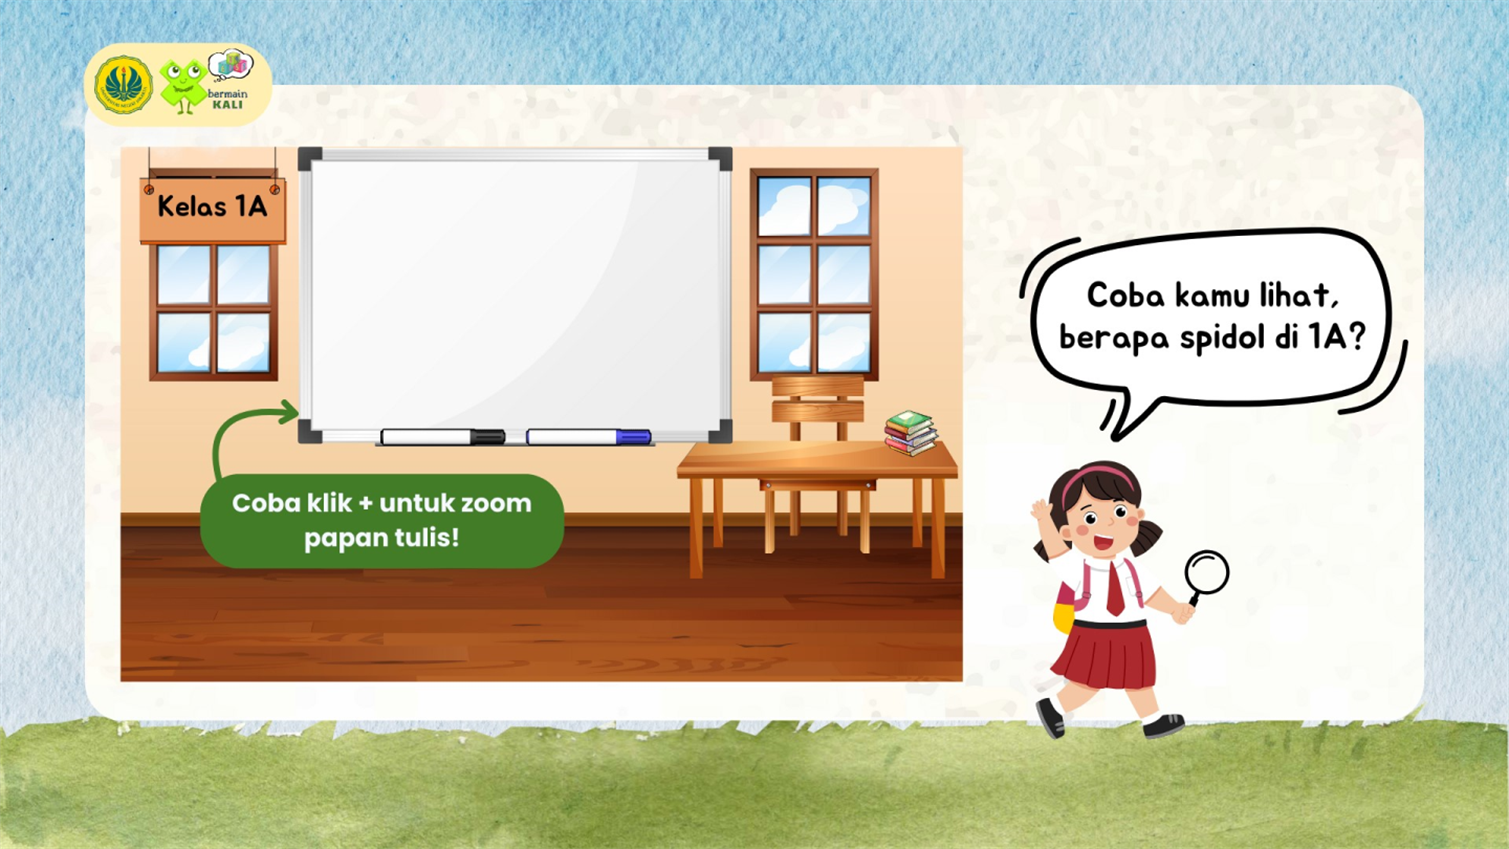 bermain
KALI
Kelas 1A
Coba kamu lihat,
berapa spidol di 1A?
Coba klik + untuk zoom
papan tulis!